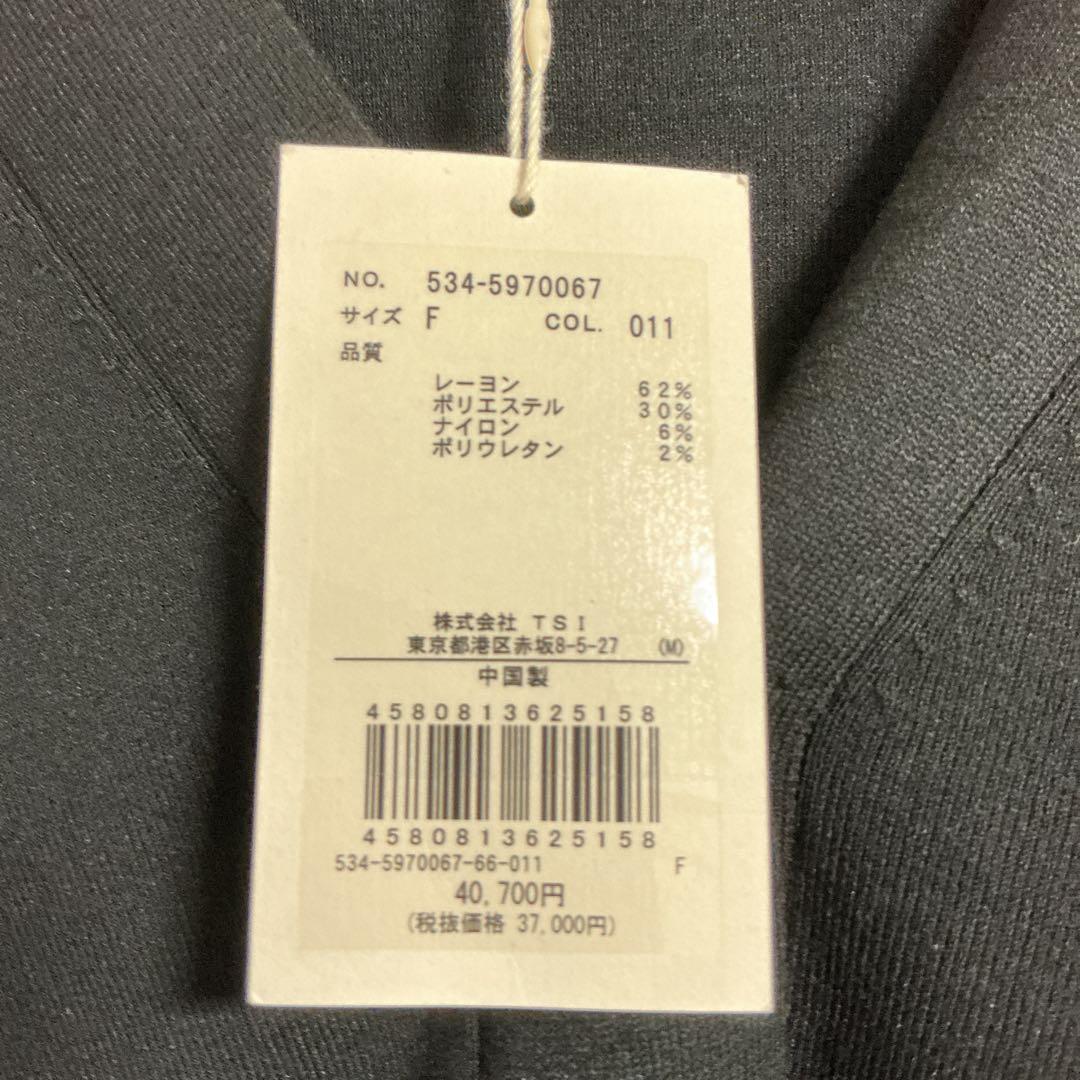 NO. 534-5970067
サイズ F COL. 011
品質
レーヨン 62%
ポリエステル 30%
ナイロン 6%
ポリウレタン 2%
株式会社 TSI
東京都港区赤坂8-5-27 (M)
中国製
4580813625158
4580813625158
534-5970067-66-011 F
40,700円
(税抜価格 37,000円)